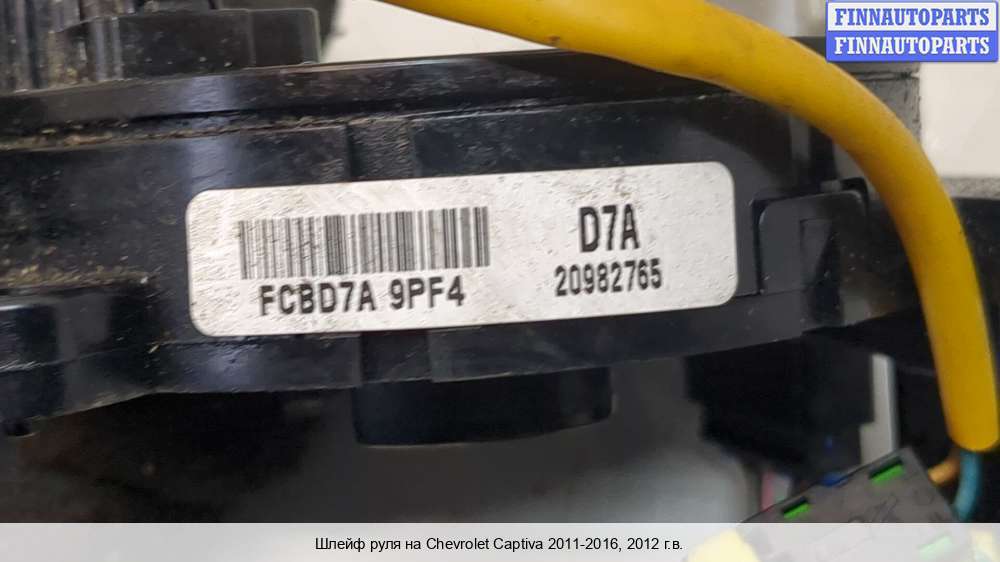 FINNAUTOPARTS
FINNAUTOPARTS
D7A
FCBD7A 9PF4
20982765
Шлейф руля на Chevrolet Captiva 2011-2016, 2012 г.в.